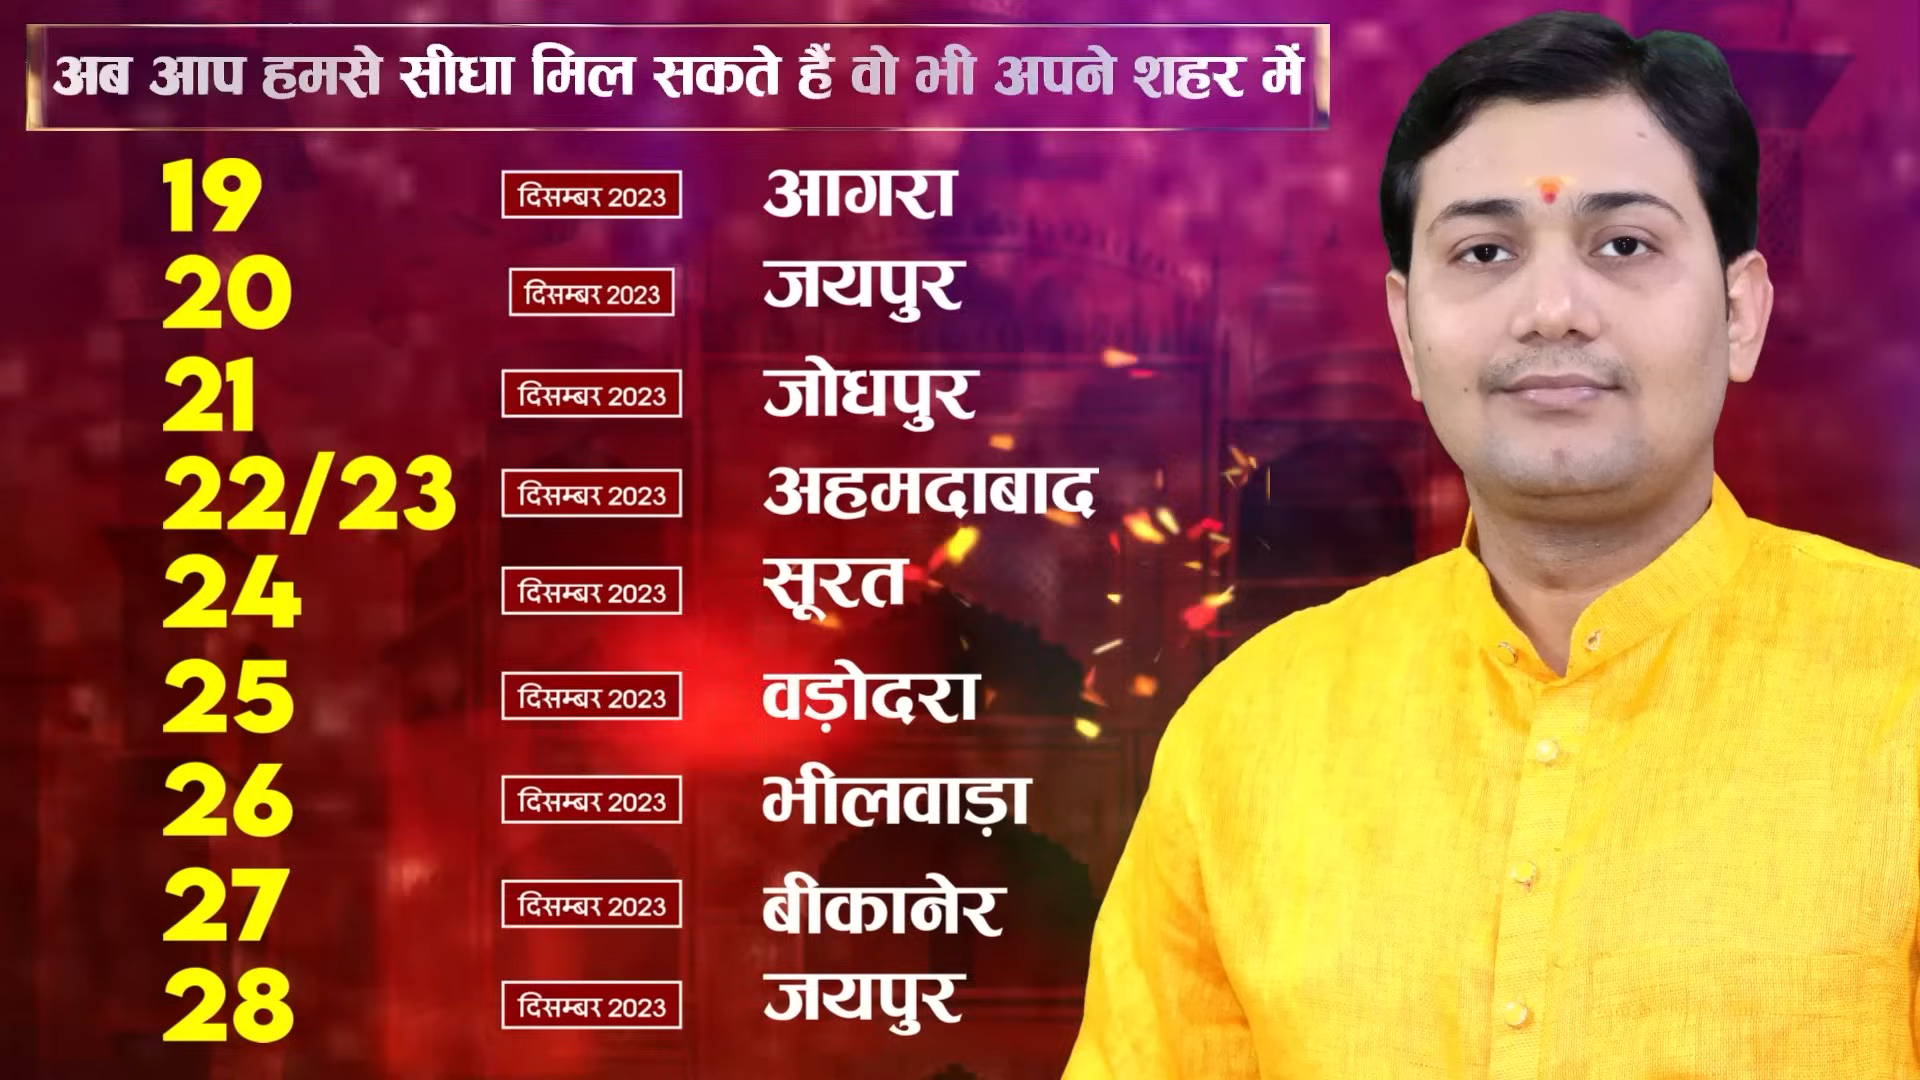 अब आप हमसे सीधा मिल सकते हैं वो भी अपने शहर में
19 दिसम्बर 2023 आगरा
20 दिसम्बर 2023 जयपुर
21 दिसम्बर 2023 जोधपुर
22/23 दिसम्बर 2023 अहमदाबाद
24 दिसम्बर 2023 सूरत
25 दिसम्बर 2023 वड़ोदरा
26 दिसम्बर 2023 भीलवाड़ा
27 दिसम्बर 2023 बीकानेर
28 दिसम्बर 2023 जयपुर